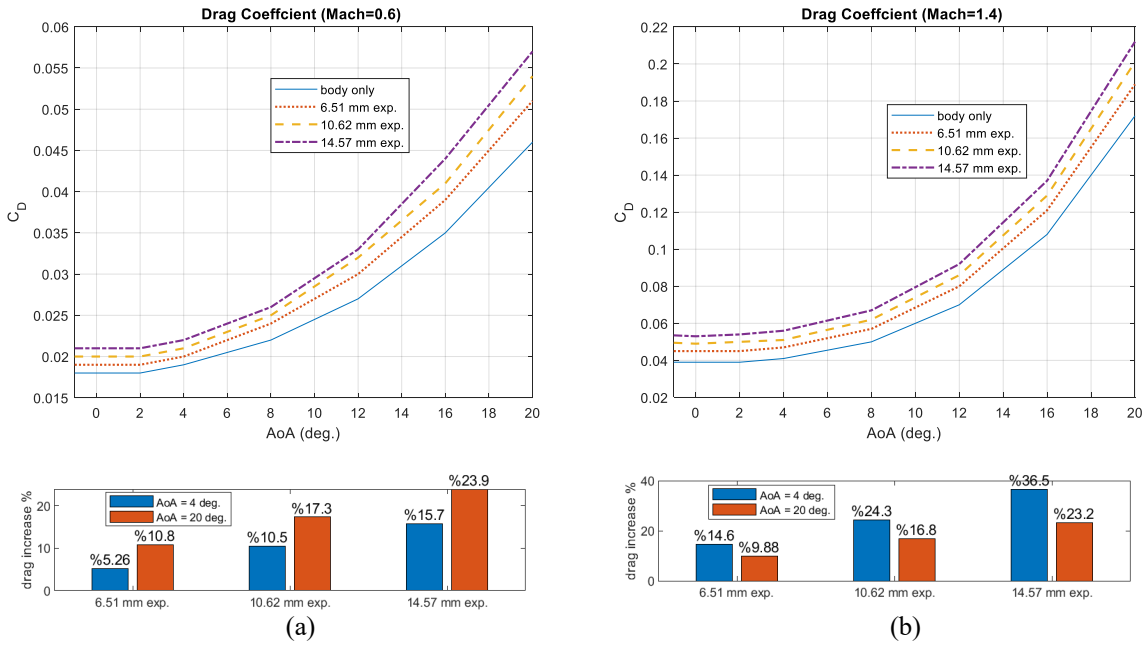 Drag Coeffcient (Mach=0.6)
0.06
0.055
0.05
0.045
0.04
0.035
0.03
0.025
0.02
0.015
C_D
body only
6.51 mm exp.
10.62 mm exp.
14.57 mm exp.
0 2 4 6 8 10 12 14 16 18 20
AoA (deg.)
drag increase %
20
10
0
AoA = 4 deg.
AoA = 20 deg.
%5.26
%10.8
%10.5
%17.3
%15.7
%23.9
6.51 mm exp.
10.62 mm exp.
14.57 mm exp.
(a)
Drag Coeffcient (Mach=1.4)
0.22
0.2
0.18
0.16
0.14
0.12
0.1
0.08
0.06
0.04
0.02
C_D
body only
6.51 mm exp.
10.62 mm exp.
14.57 mm exp.
0 2 4 6 8 10 12 14 16 18 20
AoA (deg.)
drag increase %
40
20
0
AoA = 4 deg.
AoA = 20 deg.
%14.6
%9.88
%24.3
%16.8
%36.5
%23.2
6.51 mm exp.
10.62 mm exp.
14.57 mm exp.
(b)